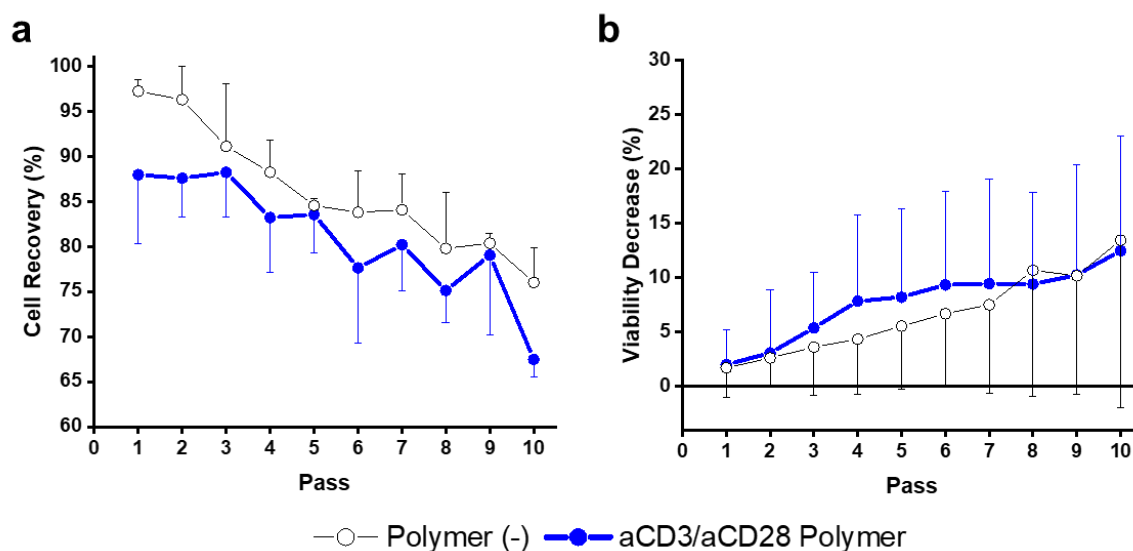 a
Cell Recovery (%)
100
95
90
85
80
75
70
65
60
0 1 2 3 4 5 6 7 8 9 10
Pass
b
Viability Decrease (%)
30
25
20
15
10
5
0
0 1 2 3 4 5 6 7 8 9 10
Pass
Polymer (-) aCD3/aCD28 Polymer